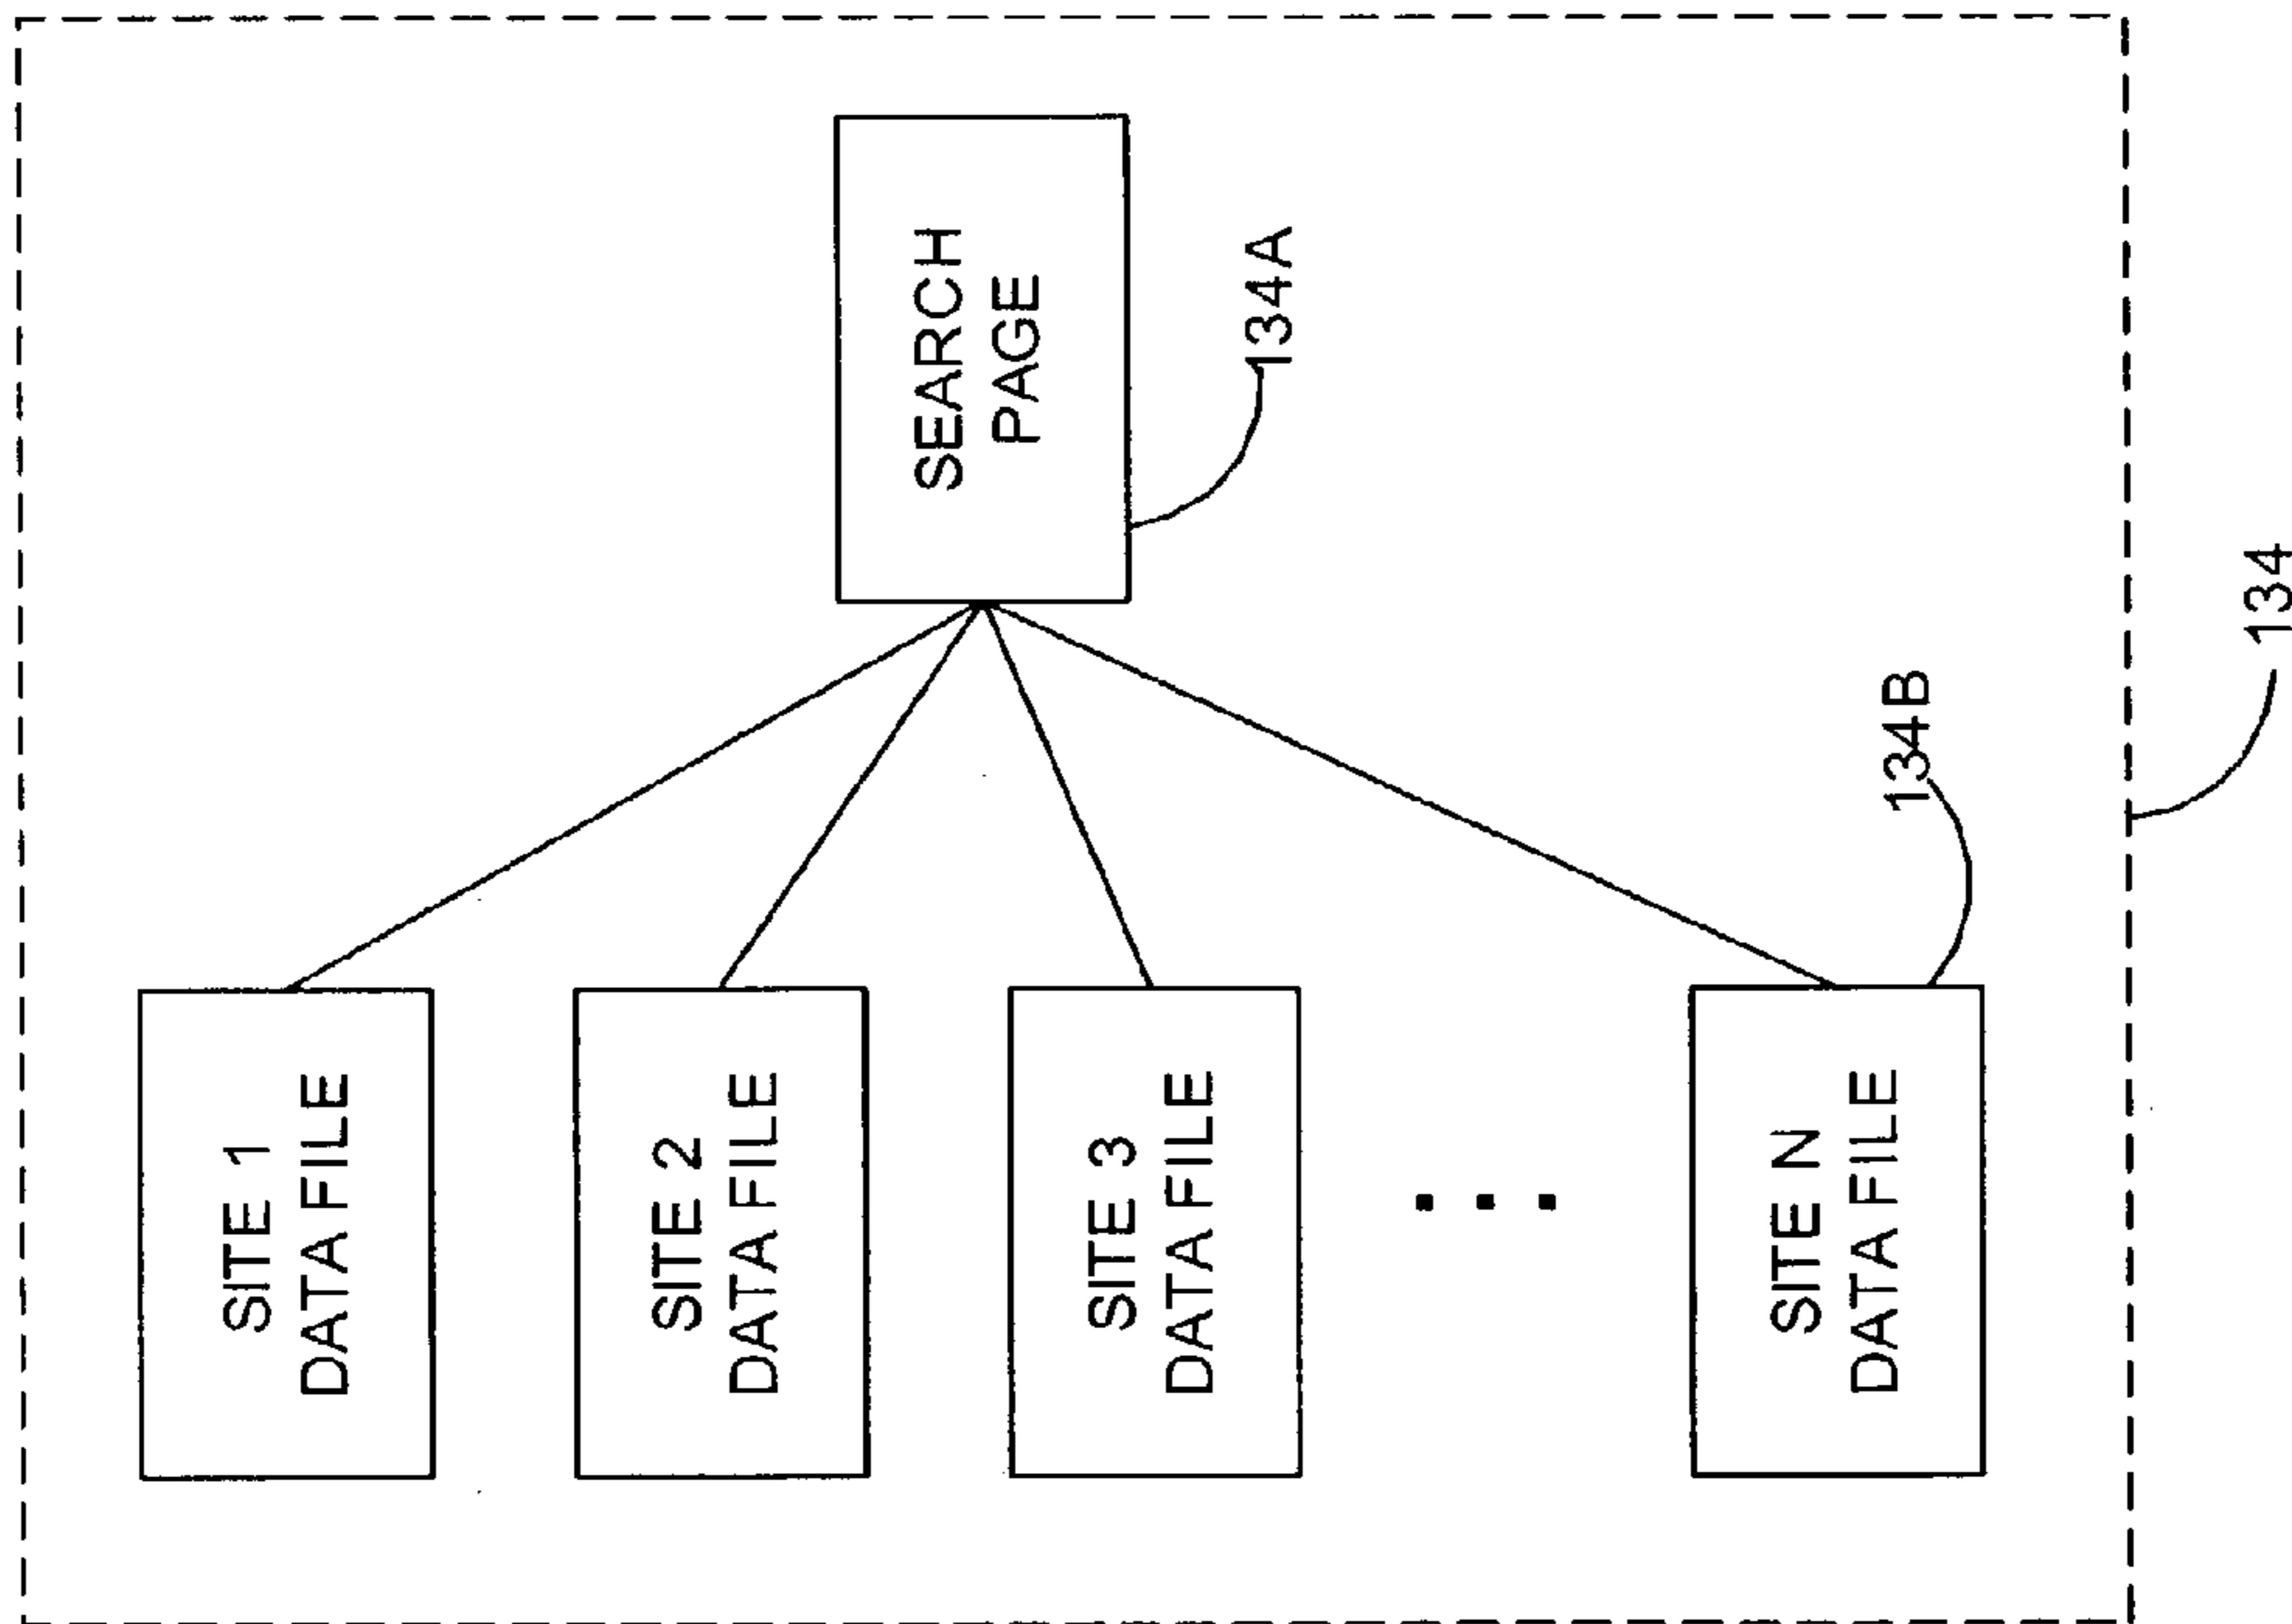 SEARCH
PAGE
134A
SITE 1
DATA FILE
SITE 2
DATA FILE
SITE 3
DATA FILE
. . .
SITE N
DATA FILE
134B
134